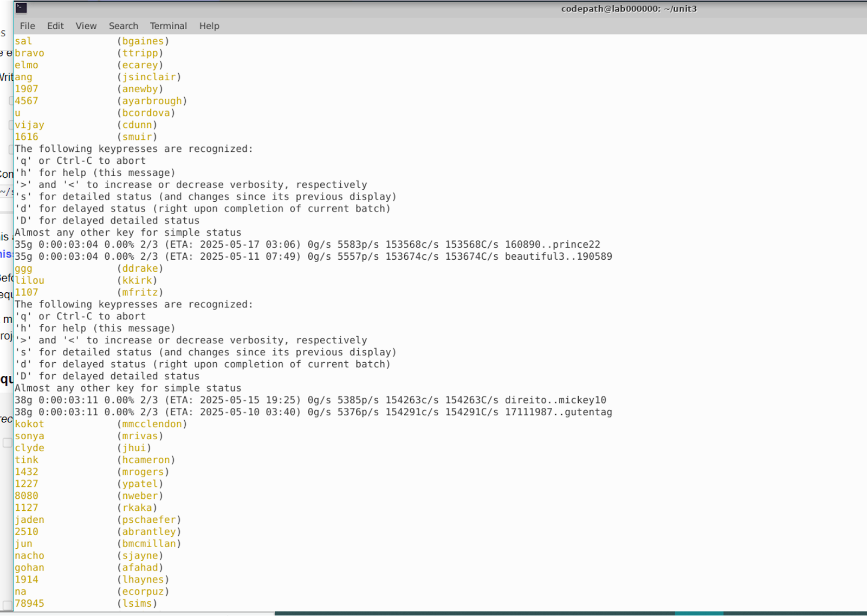 codepath@lab000000: ~/unit3
File Edit View Search Terminal Help
sal (bgaines)
bravo (ttripp)
elmo (ecarey)
ang (jsinclair)
1907 (anewby)
4567 (ayarbrough)
u (bcordova)
vijay (cdunn)
1616 (smuir)
The following keypresses are recognized:
'q' or Ctrl-C to abort
'h' for help (this message)
'>' and '<' to increase or decrease verbosity, respectively
's' for detailed status (and changes since its previous display)
'd' for delayed status (right upon completion of current batch)
'D' for delayed detailed status
Almost any other key for simple status
35g 0:00:03:04 0.00% 2/3 (ETA: 2025-05-17 03:06) 0g/s 5583p/s 153568c/s 153568C/s 160890..prince22
35g 0:00:03:04 0.00% 2/3 (ETA: 2025-05-11 07:49) 0g/s 5557p/s 153674c/s 153674C/s beautiful3..190589
ggg (ddrake)
lilou (kkirk)
1107 (mfritz)
The following keypresses are recognized:
'q' or Ctrl-C to abort
'h' for help (this message)
'>' and '<' to increase or decrease verbosity, respectively
's' for detailed status (and changes since its previous display)
'd' for delayed status (right upon completion of current batch)
'D' for delayed detailed status
Almost any other key for simple status
38g 0:00:03:11 0.00% 2/3 (ETA: 2025-05-15 19:25) 0g/s 5385p/s 154263c/s 154263C/s direito..mickey10
38g 0:00:03:11 0.00% 2/3 (ETA: 2025-05-10 03:40) 0g/s 5376p/s 154291c/s 154291C/s 17111987..gutentag
kokot (mmcclendon)
sonya (mrivas)
clyde (jhui)
tink (hcameron)
1432 (mrogers)
1227 (ypatel)
8080 (nweber)
1127 (rkaka)
jaden (pschaefer)
2510 (abrantley)
jun (bmcmillan)
nacho (sjayne)
gohan (afahad)
1914 (lhaynes)
na (ecorpuz)
78945 (lsims)